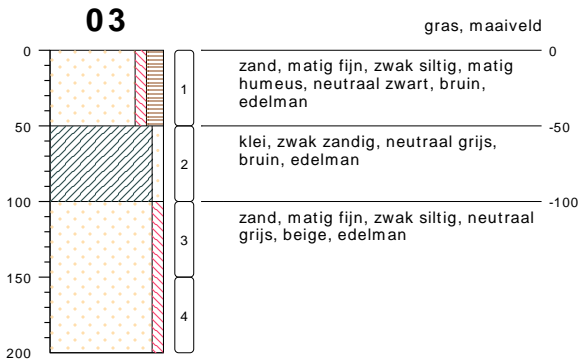 03
gras, maaiveld
0
0
zand, matig fijn, zwak siltig, matig
humeus, neutraal zwart, bruin,
edelman
1
50
-50
klei, zwak zandig, neutraal grijs,
bruin, edelman
2
100
-100
zand, matig fijn, zwak siltig, neutraal
grijs, beige, edelman
3
150
4
200